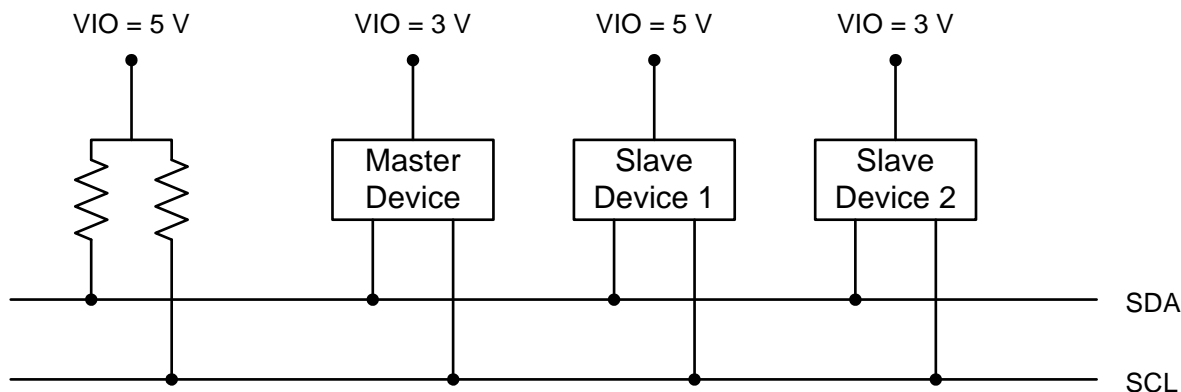 VIO = 5 V
VIO = 3 V
VIO = 5 V
VIO = 3 V
Master
Device
Slave
Device 1
Slave
Device 2
SDA
SCL